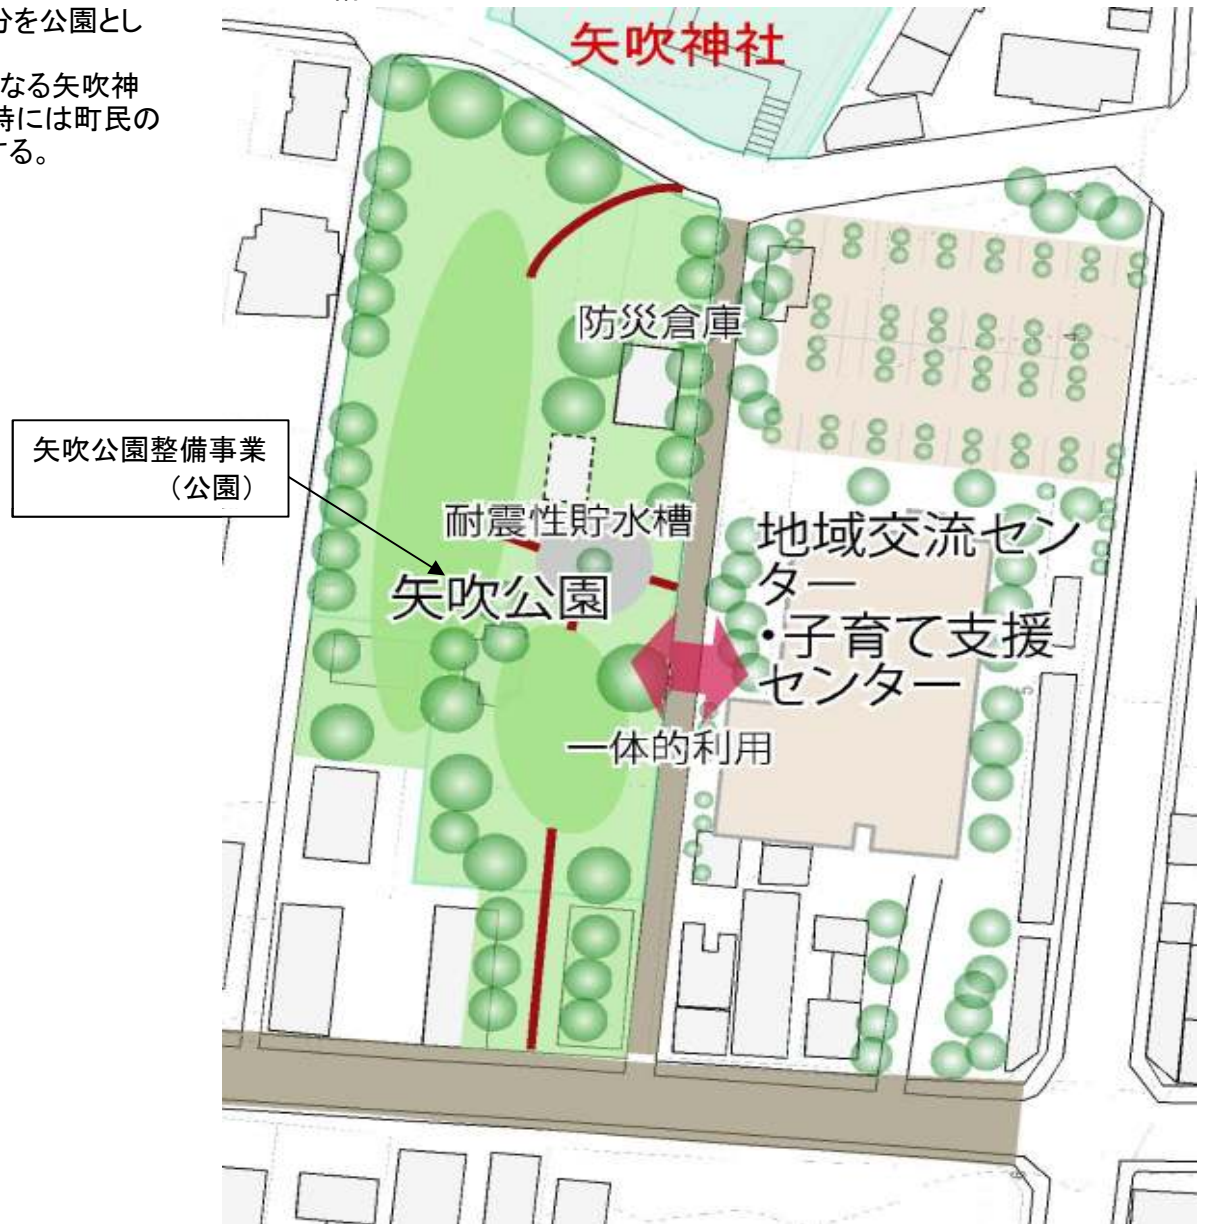 分を公園とし
なる矢吹神
時には町民の
する。
矢吹神社
防災倉庫
矢吹公園整備事業
（公園）
耐震性貯水槽
矢吹公園
地域交流セン
ター
・子育て支援
センター
一体的利用